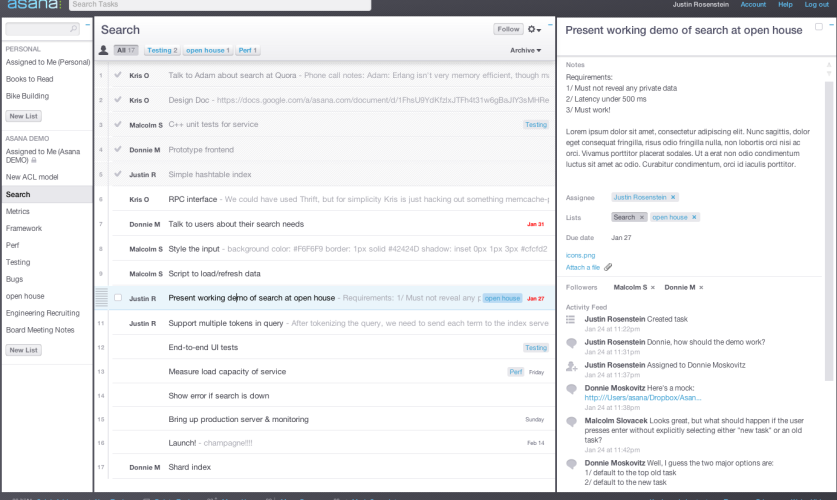 asana
Search Tasks
Justin Rosenstein Account Help Log out
PERSONAL
Assigned to Me (Personal)
Books to Read
Bike Building
New List
ASANA DEMO
Assigned to Me (Asana
DEMO)
New ACL model
Search
Metrics
Framework
Perf
Testing
Bugs
open house
Engineering Recruiting
Board Meeting Notes
New List
Search
Follow
All 17 Testing 2 open house 1 Perf 1
Archive
1 Kris O Talk to Adam about search at Quora - Phone call notes: Adam: Erlang isn't very memory efficient, though
2 Kris O Design Doc
3 Malcolm S C++ unit tests for service Testing
4 Donnie M Prototype frontend
5 Justin R Simple hashtable index
6 Kris O RPC interface - We could have used Thrift, but for simplicity Kris is just hacking out something memcache-
7 Donnie M Talk to users about their search needs Jan 31
8 Malcolm S Style the input - background color: #F6F6F9 border: 1px solid #42424D shadow: inset 0px 1px 3px #cfcfd2
9 Malcolm S Script to load/refresh data
Justin R Present working demo of search at open house - Requirements: 1/ Must not reveal any open house Jan 27
11 Justin R Support multiple tokens in query - After tokenizing the query, we need to send each term to the index serve
12 End-to-end UI tests Testing
13 Measure load capacity of service Perf Friday
14 Show error if search is down
15 Bring up production server & monitoring Sunday
16 Launch! - champagne!!!! Feb 14
17 Donnie M Shard index
Present working demo of search at open house
Notes
Requirements:
1/ Must not reveal any private data
2/ Latency under 500 ms
3/ Must work!
Lorem ipsum dolor sit amet, consectetur adipiscing elit. Nunc sagittis, dolor
eget consequat fringilla, risus odio fringilla nulla, non lobortis orci nisi ac
orci. Vivamus porttitor placerat sodales. Ut a erat non odio condimentum
luctus sit amet ac odio. Curabitur condimentum, orci id iaculis porttitor.
Assignee Justin Rosenstein ×
Lists Search × open house ×
Due date Jan 27
icons.png
Attach a file
Followers Malcolm S × Donnie M ×
Activity Feed
Justin Rosenstein Created task
Jan 24 at 11:22pm
Justin Rosenstein Donnie, how should the demo work?
Jan 24 at 11:31pm
Justin Rosenstein Assigned to Donnie Moskovitz
Jan 24 at 11:37pm
Donnie Moskovitz Here's a mock:
http:///Users/asana/Dropbox/Asan...
Jan 24 at 11:38pm
Malcolm Slovacek Looks great, but what should happen if the user
presses enter without explicitly selecting either "new task" or an old
task?
Jan 24 at 11:42pm
Donnie Moskovitz Well, I guess the two major options are:
1/ default to the top old task
2/ default to the new task